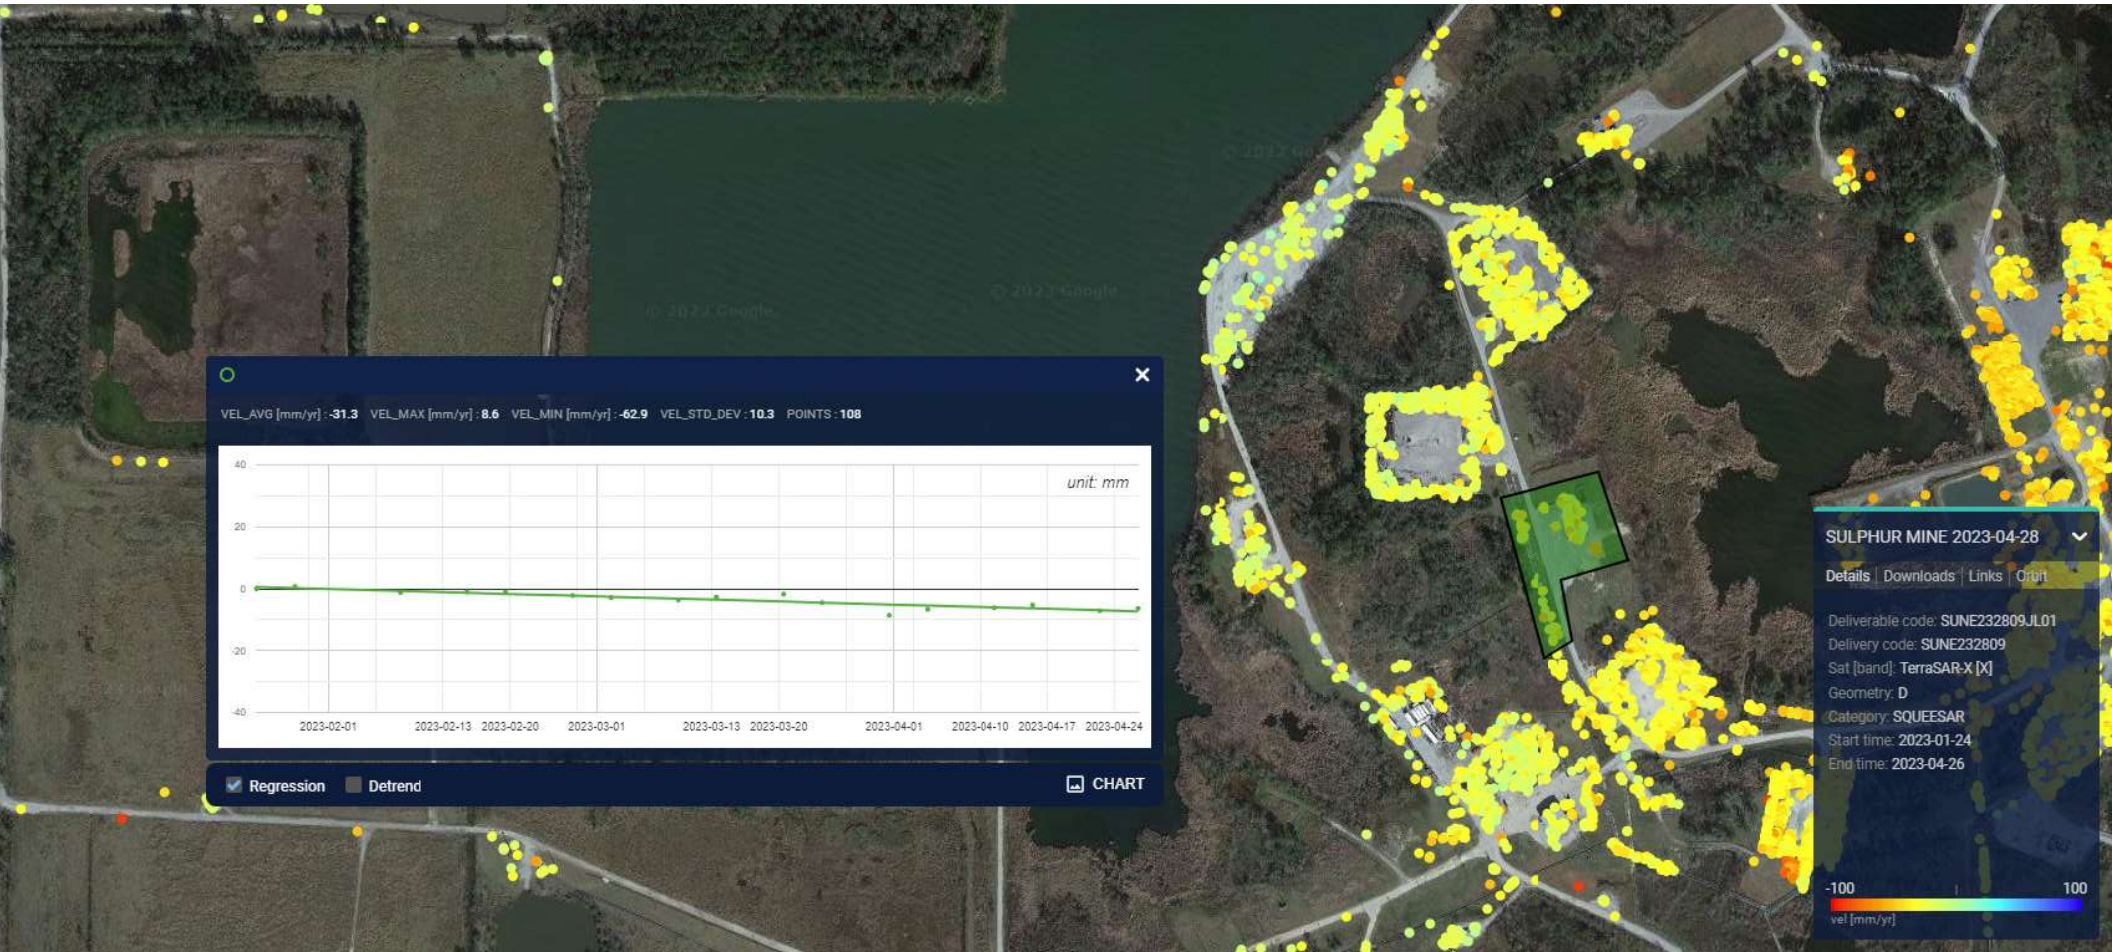 © 2023 Google
© 2023 Google
VEL_AVG [mm/yr] : -31.3 VEL_MAX [mm/yr] : 8.6 VEL_MIN [mm/yr] : -62.9 VEL_STD_DEV : 10.3 POINTS : 108
unit: mm
40
20
0
-20
-40
2023-02-01 2023-02-13 2023-02-20 2023-03-01 2023-03-13 2023-03-20 2023-04-01 2023-04-10 2023-04-17 2023-04-24
Regression Detrend CHART
SULPHUR MINE 2023-04-28
Details | Downloads | Links | Orbit
Deliverable code: SUNE232809JL01
Delivery code: SUNE232809
Sat [band]: TerraSAR-X [X]
Geometry: D
Category: SQUEESAR
Start time: 2023-01-24
End time: 2023-04-26
-100 100
vel [mm/yr]